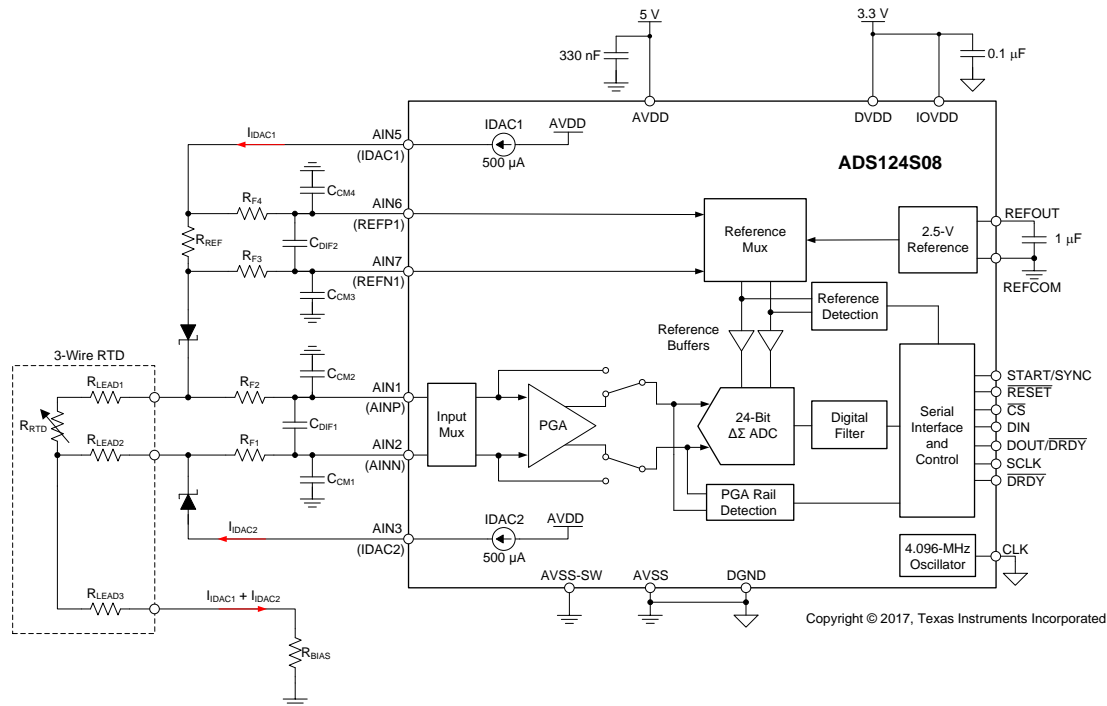 5 V
3.3 V
330 nF
0.1 µF
AVDD
DVDD
IOVDD
IIDAC1
AIN5
(IDAC1)
IDAC1
AVDD
500 µA
ADS124S08
CCM4
RF4
AIN6
(REFP1)
RREF
CDIF2
Reference
Mux
2.5-V
Reference
REFOUT
1 µF
RF3
AIN7
(REFN1)
CCM3
REFCOM
Reference
Detection
Reference
Buffers
3-Wire RTD
RLEAD1
RF2
CCM2
AIN1
(AINP)
RRTD
CDIF1
Input
Mux
PGA
24-Bit
ΔΣ ADC
Digital
Filter
Serial
Interface
and
Control
START/SYNC
RESET
CS
DIN
DOUT/DRDY
SCLK
DRDY
RLEAD2
RF1
AIN2
(AINN)
CCM1
PGA Rail
Detection
IIDAC2
AIN3
(IDAC2)
IDAC2
AVDD
500 µA
4.096-MHz
Oscillator
CLK
RLEAD3
IIDAC1 + IIDAC2
AVSS-SW
AVSS
DGND
RBIAS
Copyright © 2017, Texas Instruments Incorporated